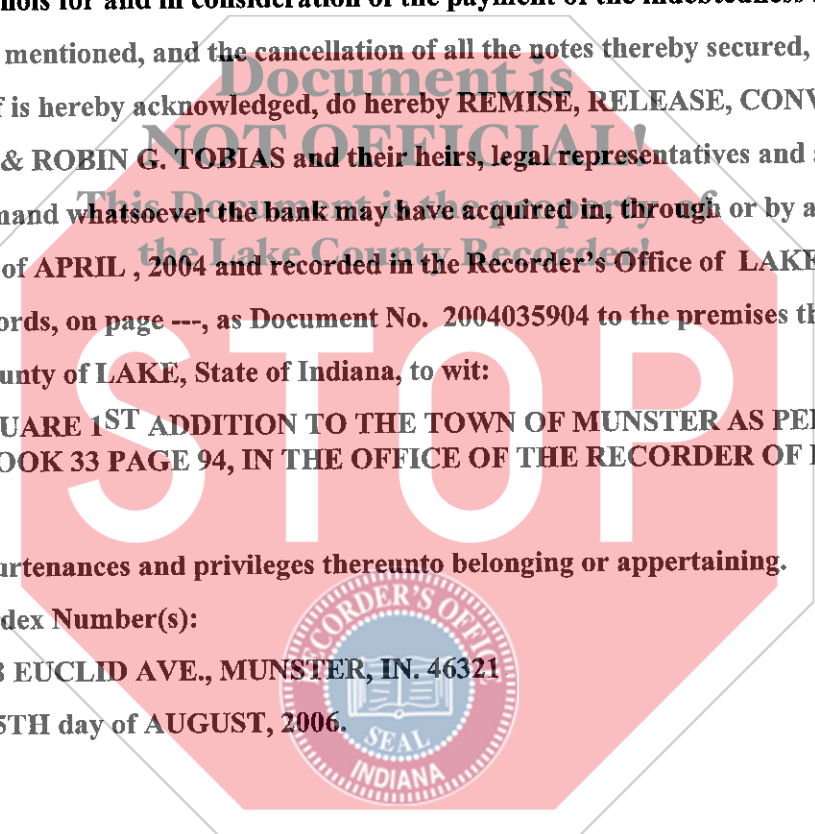 nois for and in consideration of the payment of the indebtedness
mentioned, and the cancellation of all the notes thereby secured,
Document is
f is hereby acknowledged, do hereby REMISE, RELEASE, CONV
NOT OFFICIAL!
& ROBIN G. TOBIAS and their heirs, legal representatives and
This Document is the property of
mand whatsoever the bank may have acquired in, through or by a
the Lake County Recorder!
of APRIL , 2004 and recorded in the Recorder's Office of LAKE
ords, on page ---, as Document No. 2004035904 to the premises th
unty of LAKE, State of Indiana, to wit:
STOP
UARE 1ST ADDITION TO THE TOWN OF MUNSTER AS PE
OOK 33 PAGE 94, IN THE OFFICE OF THE RECORDER OF
urtenances and privileges thereunto belonging or appertaining.
dex Number(s):
EUCLID AVE., MUNSTER, IN. 46321
5TH day of AUGUST, 2006.
RECORDER'S OFFICE
SEAL
INDIANA